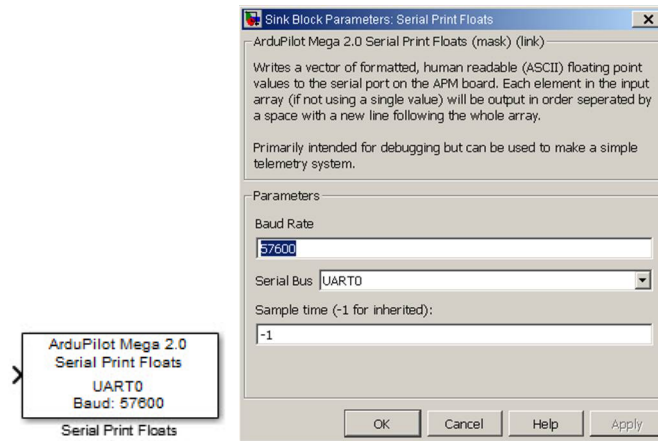 Sink Block Parameters: Serial Print Floats
ArduPilot Mega 2.0 Serial Print Floats (mask) (link)
Writes a vector of formatted, human readable (ASCII) floating point
values to the serial port on the APM board. Each element in the input
array (if not using a single value) will be output in order seperated by
a space with a new line following the whole array.
Primarily intended for debugging but can be used to make a simple
telemetry system.
Parameters
Baud Rate
57600
Serial Bus UART0
Sample time (-1 for inherited):
-1
OK Cancel Help Apply
ArduPilot Mega 2.0
Serial Print Floats
UART0
Baud: 57600
Serial Print Floats